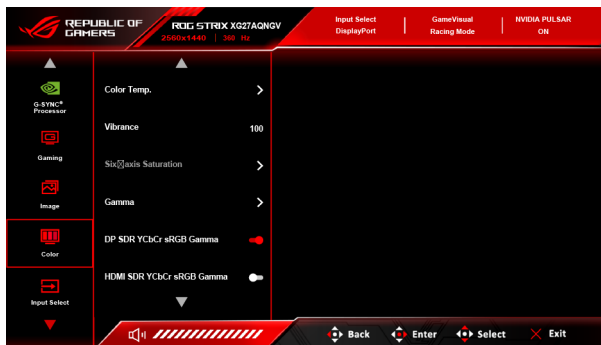 REPUBLIC OF
GAMERS
ROG STRIX XG27AQNGV
2560x1440 | 360 Hz
Input Select
DisplayPort
GameVisual
Racing Mode
NVIDIA PULSAR
ON
G-SYNC®
Processor
Gaming
Image
Color
Input Select
Color Temp.
Vibrance 100
Six☒axis Saturation
Gamma
DP SDR YCbCr sRGB Gamma
HDMI SDR YCbCr sRGB Gamma
Back
Enter
Select
Exit